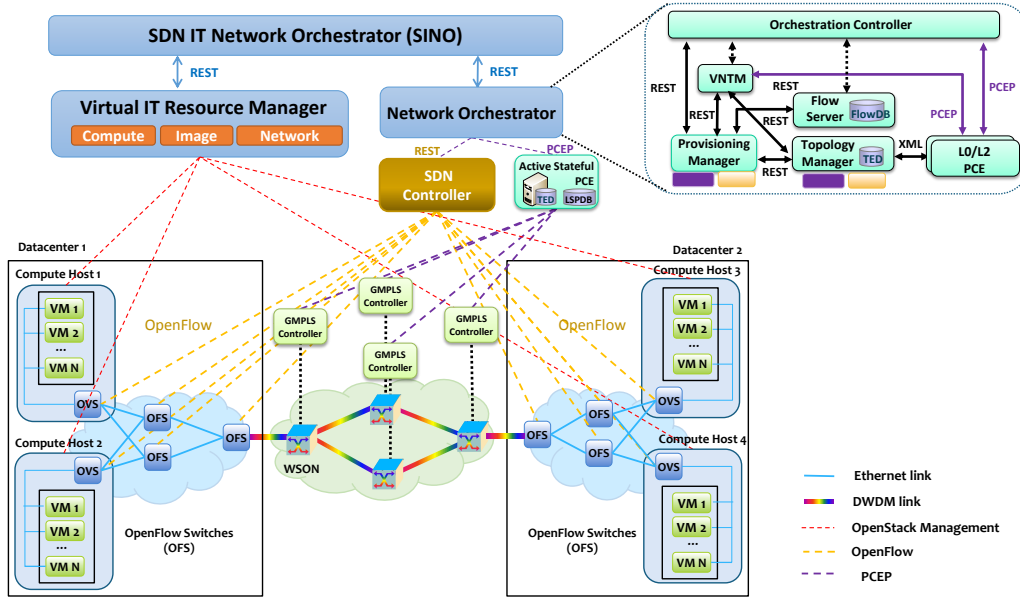 SDN IT Network Orchestrator (SINO)
REST
REST
Virtual IT Resource Manager
Compute
Image
Network
Network Orchestrator
REST
PCEP
SDN
Controller
Active Stateful
PCE
TED
LSPDB
Orchestration Controller
VNTM
REST
REST
REST
REST
REST
PCEP
PCEP
Flow
Server
FlowDB
Provisioning
Manager
Topology
Manager
TED
XML
L0/L2
PCE
Datacenter 1
Compute Host 1
VM 1
VM 2
...
VM N
OVS
OpenFlow
Compute Host 2
OVS
VM 1
VM 2
...
VM N
OFS
OFS
OFS
OpenFlow Switches
(OFS)
GMPLS
Controller
GMPLS
Controller
GMPLS
Controller
GMPLS
Controller
WSON
Datacenter 2
Compute Host 3
VM 1
VM 2
...
VM N
OVS
OpenFlow
OFS
OFS
OFS
Compute Host 4
OVS
VM 1
VM 2
...
VM N
OpenFlow Switches
(OFS)
Ethernet link
DWDM link
OpenStack Management
OpenFlow
PCEP